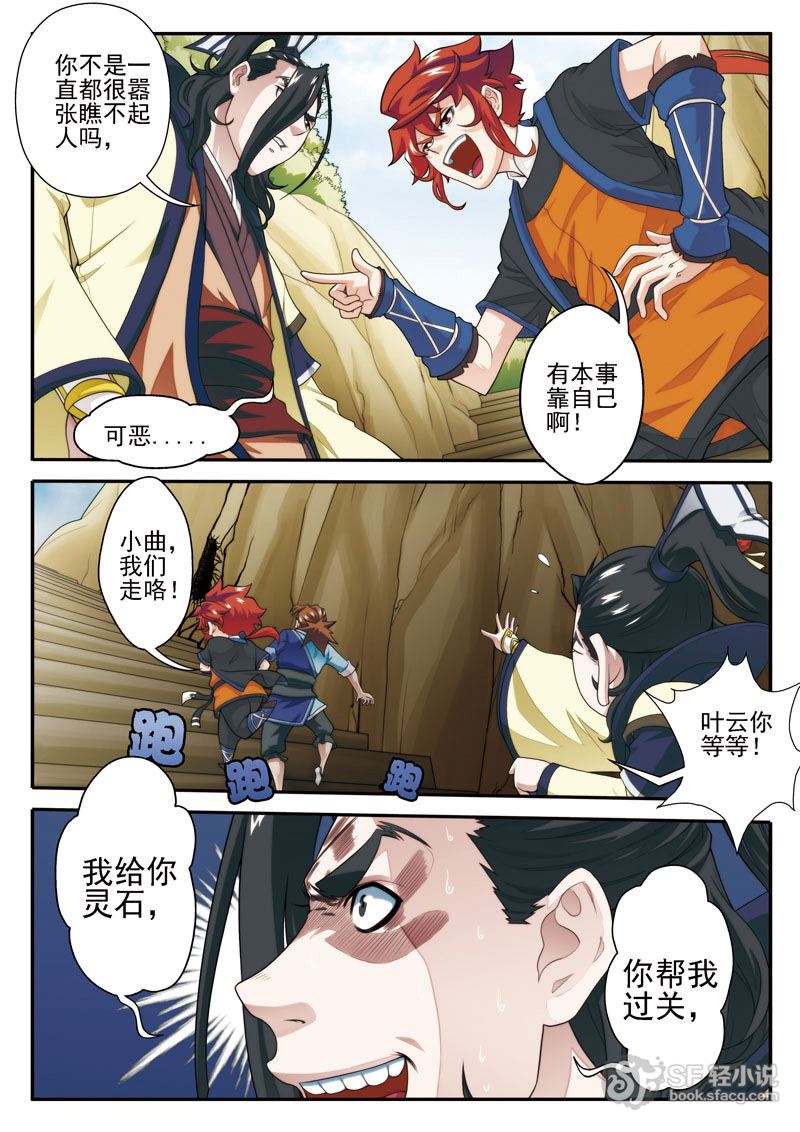 你不是一
直都很嚣
张瞧不起
人吗，
有本事
靠自己
啊！
可恶.....
小曲，
我们
走咯！
跑
跑
跑
叶云你
等等！
我给你
灵石，
你帮我
过关，
SF轻小说
book.sfacg.com